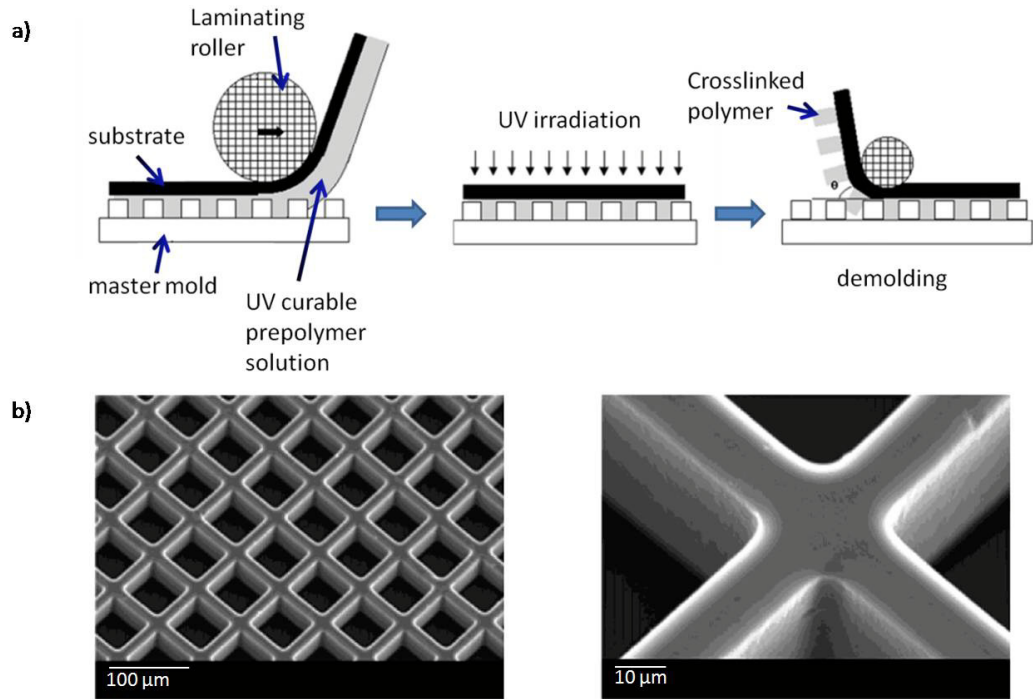 a)
Laminating
roller
substrate
master mold
UV curable
prepolymer
solution
UV irradiation
Crosslinked
polymer
θ
demolding
b)
100 µm
10 µm